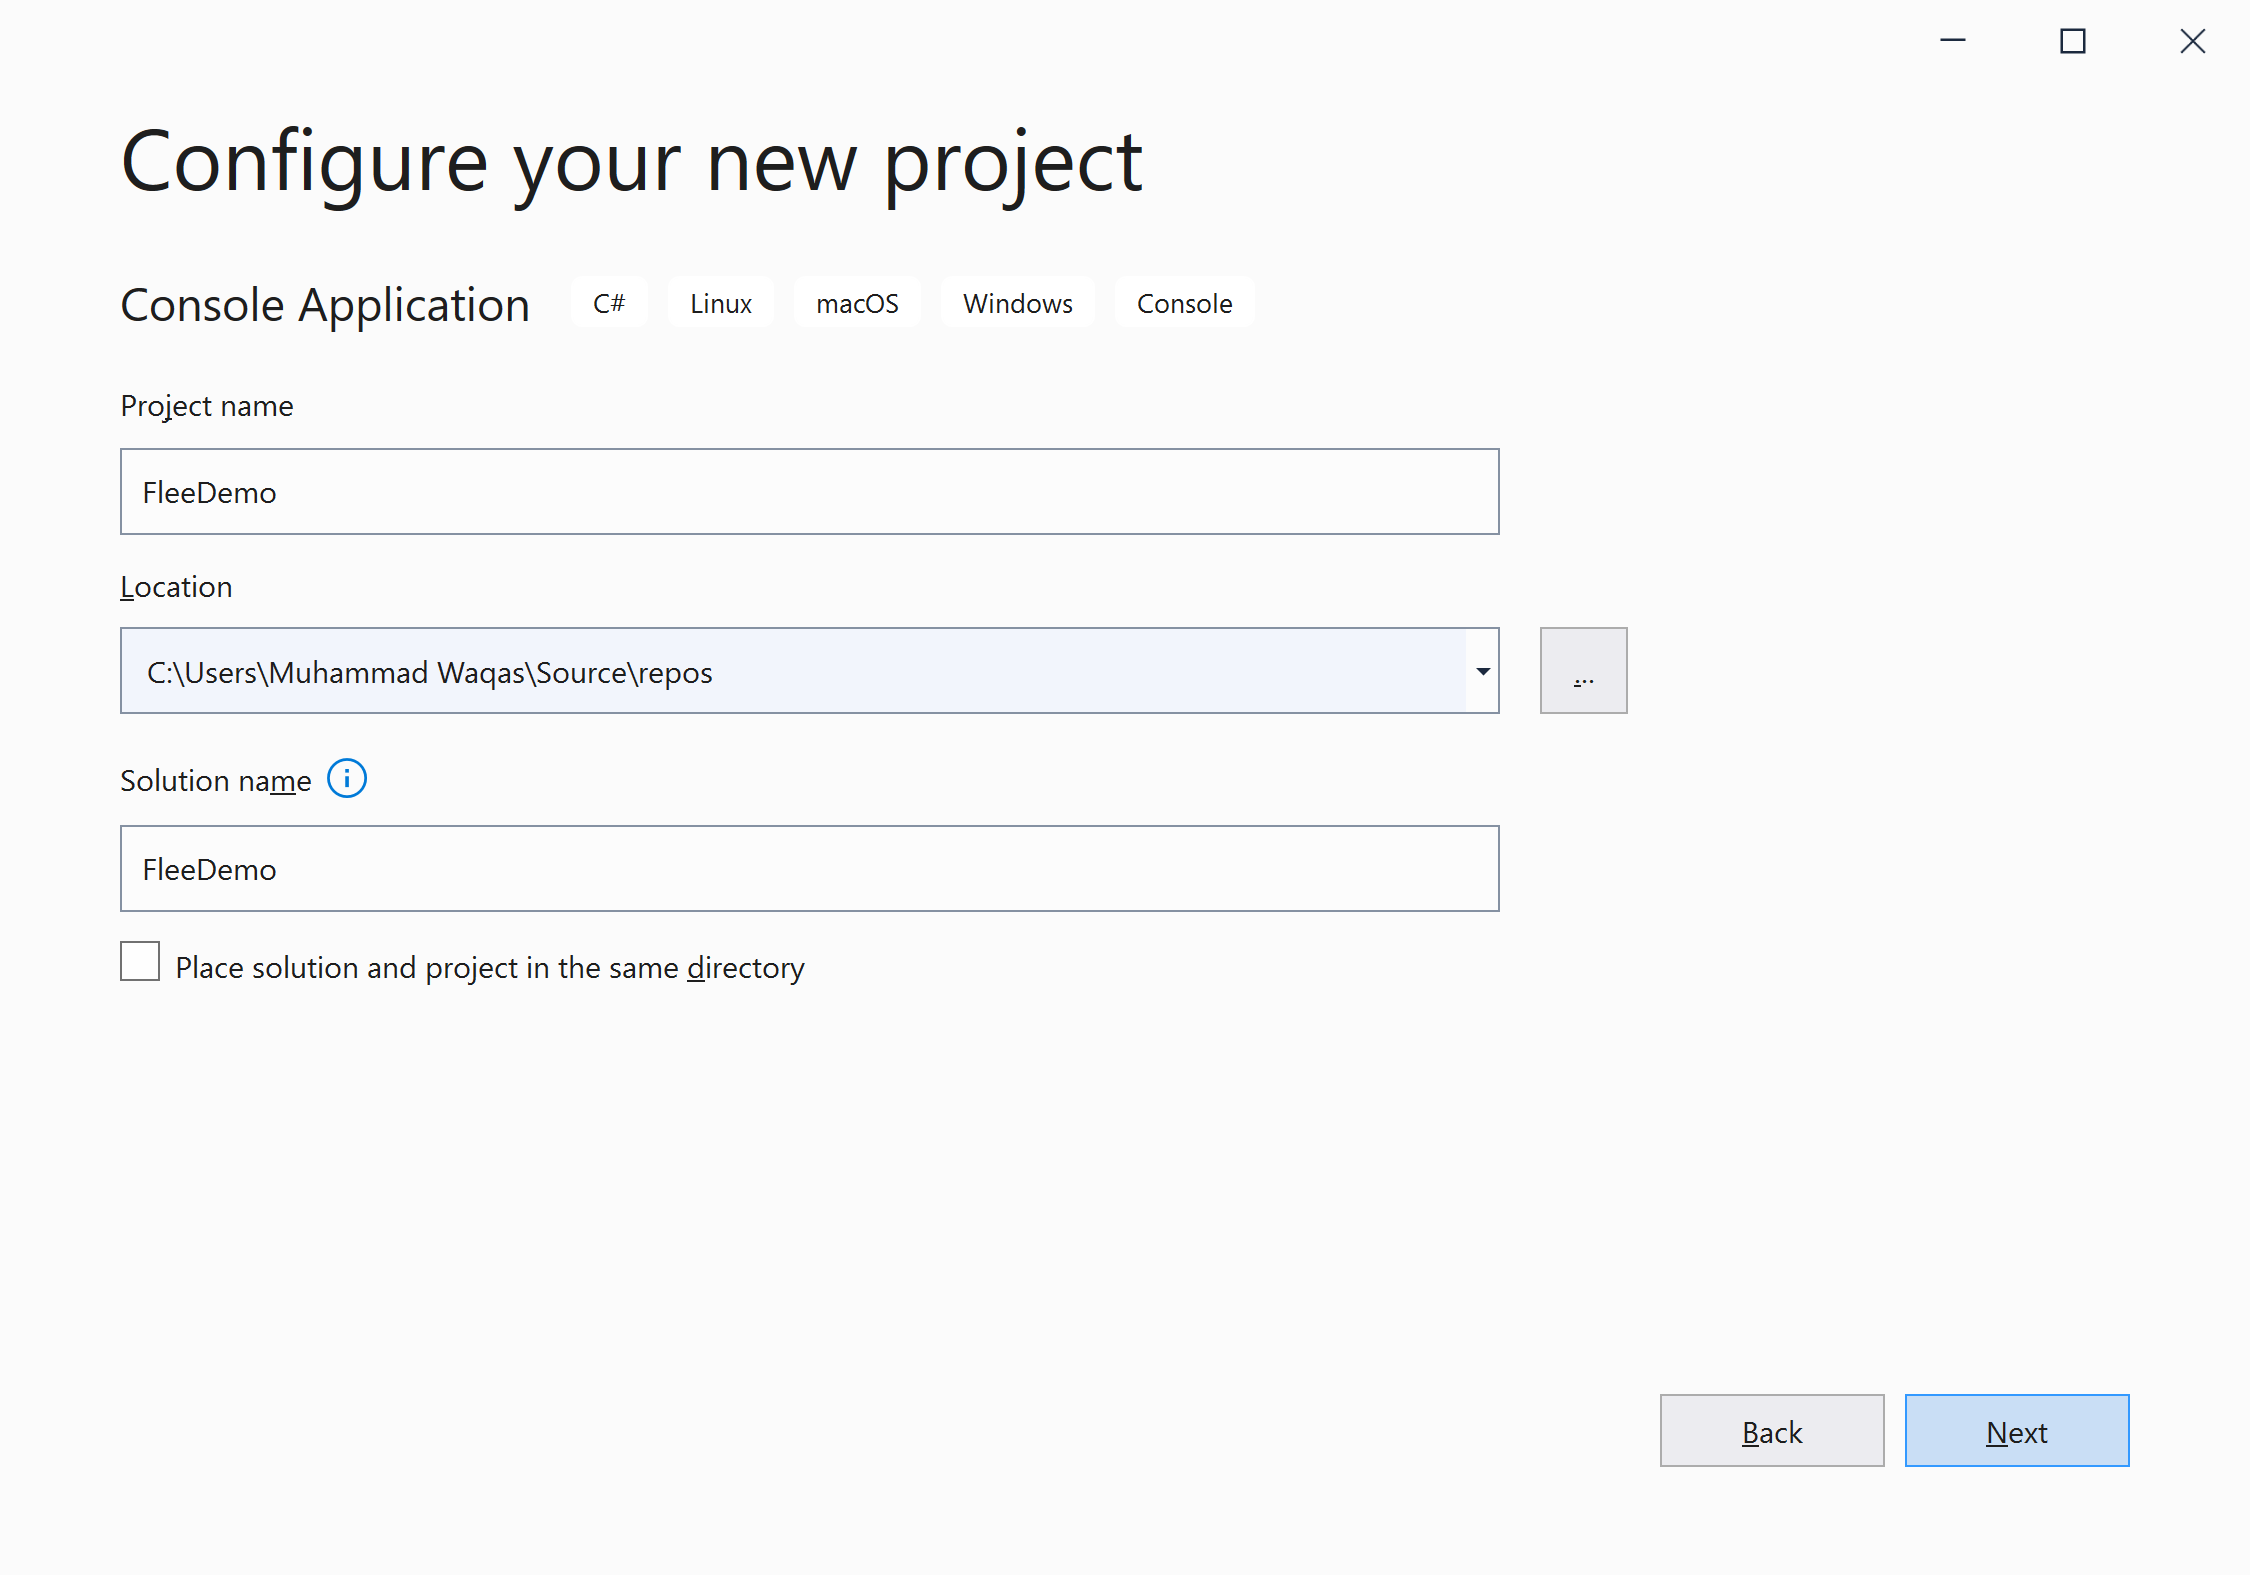 Configure your new project
Console Application C# Linux macOS Windows Console
Project name
FleeDemo
Location
C:\Users\Muhammad Waqas\Source\repos
...
Solution name
FleeDemo
Place solution and project in the same directory
Back Next